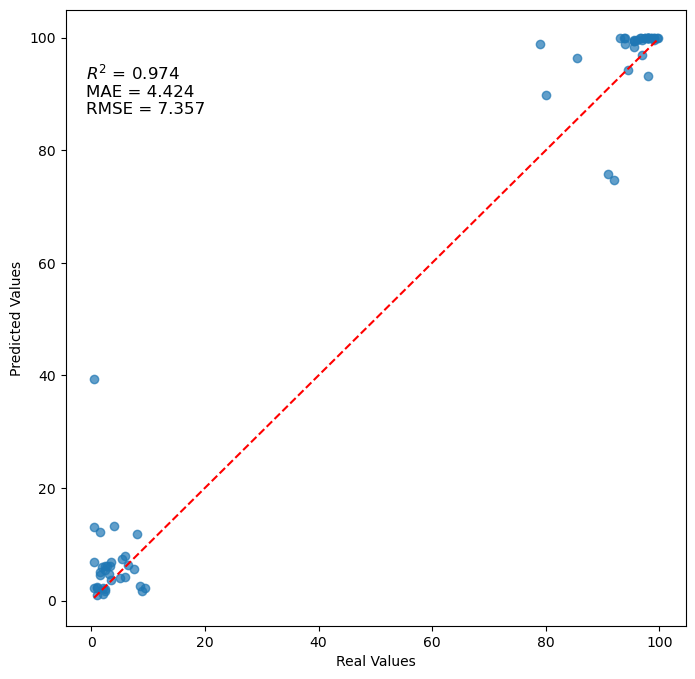 100
80
60
40
20
0
Predicted Values
R² = 0.974
MAE = 4.424
RMSE = 7.357
0 20 40 60 80 100
Real Values